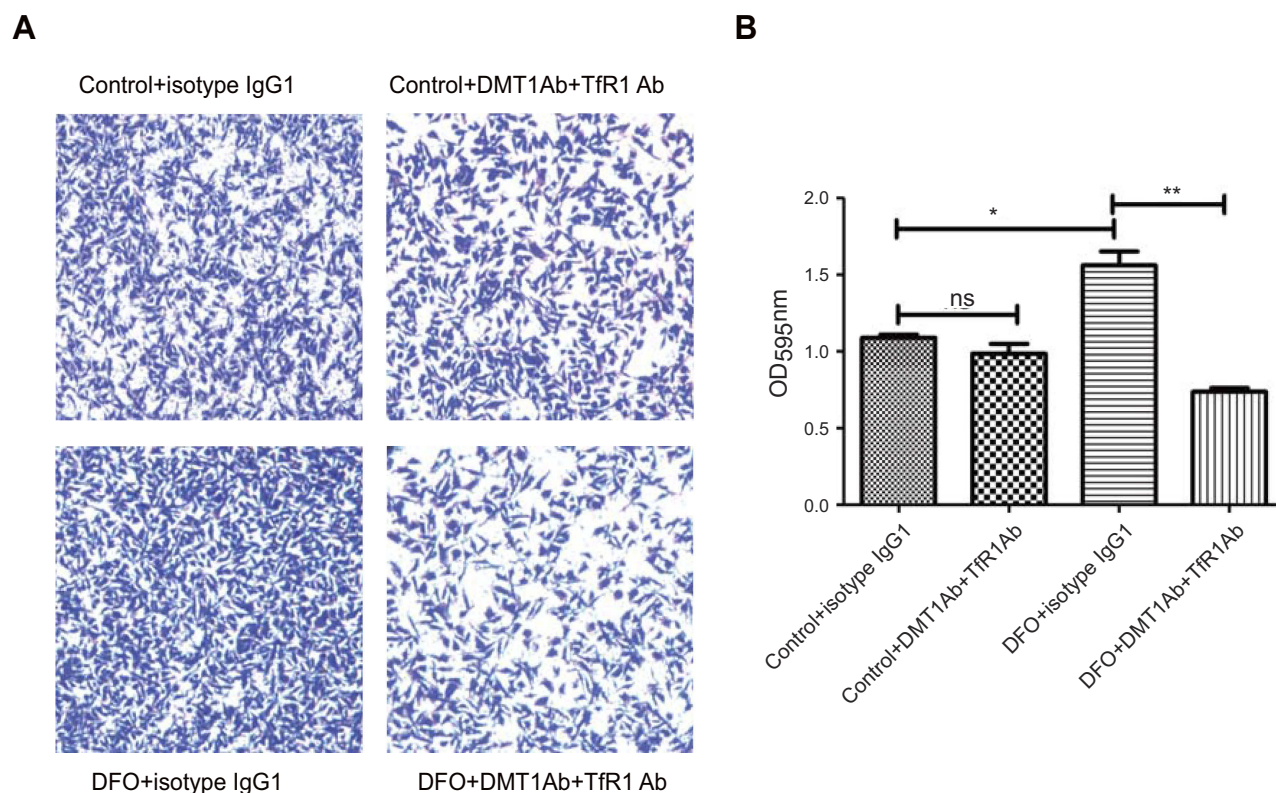 A
B
Control+isotype IgG1
Control+DMT1Ab+TfR1 Ab
DFO+isotype IgG1
DFO+DMT1Ab+TfR1 Ab
2.0
1.5
1.0
0.5
0.0
OD595nm
*
**
ns
Control+isotype IgG1
Control+DMT1Ab+TfR1Ab
DFO+isotype IgG1
DFO+DMT1Ab+TfR1Ab